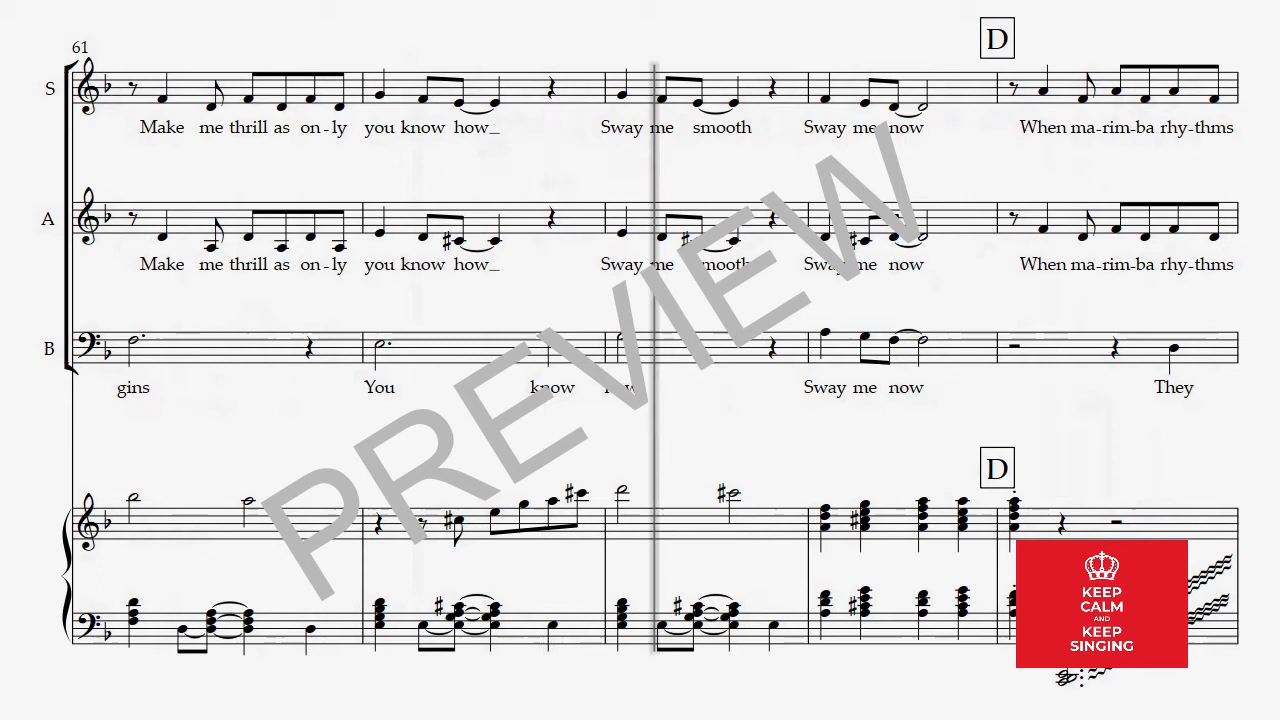 D
61
S
Make me thrill as on-ly you know how_ Sway me smooth Sway me now When ma-rim-ba rhy-thms
A
Make me thrill as on-ly you know how_ Sway me smooth Sway me now When ma-rim-ba rhy-thms
B
gins You know how Sway me now They
PREVIEW
D
KEEP
CALM
AND
KEEP
SINGING